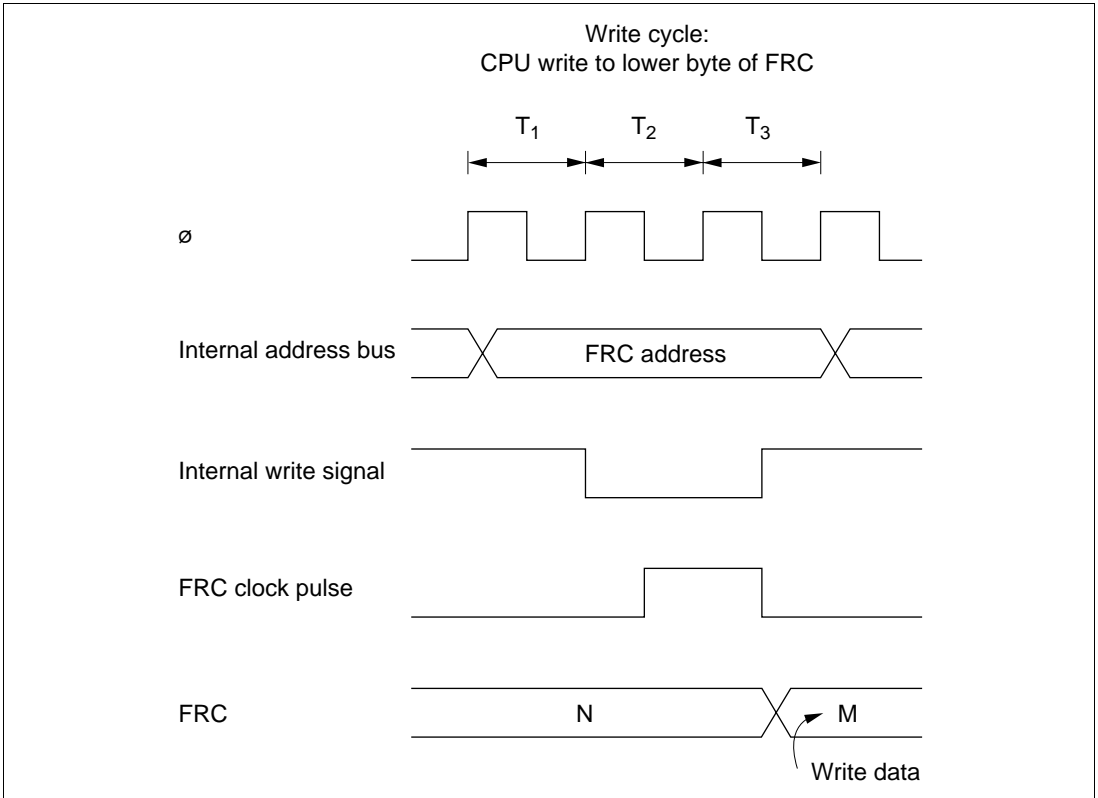 Write cycle:
CPU write to lower byte of FRC
T₁ T₂ T₃
ø
Internal address bus FRC address
Internal write signal
FRC clock pulse
FRC N M
Write data